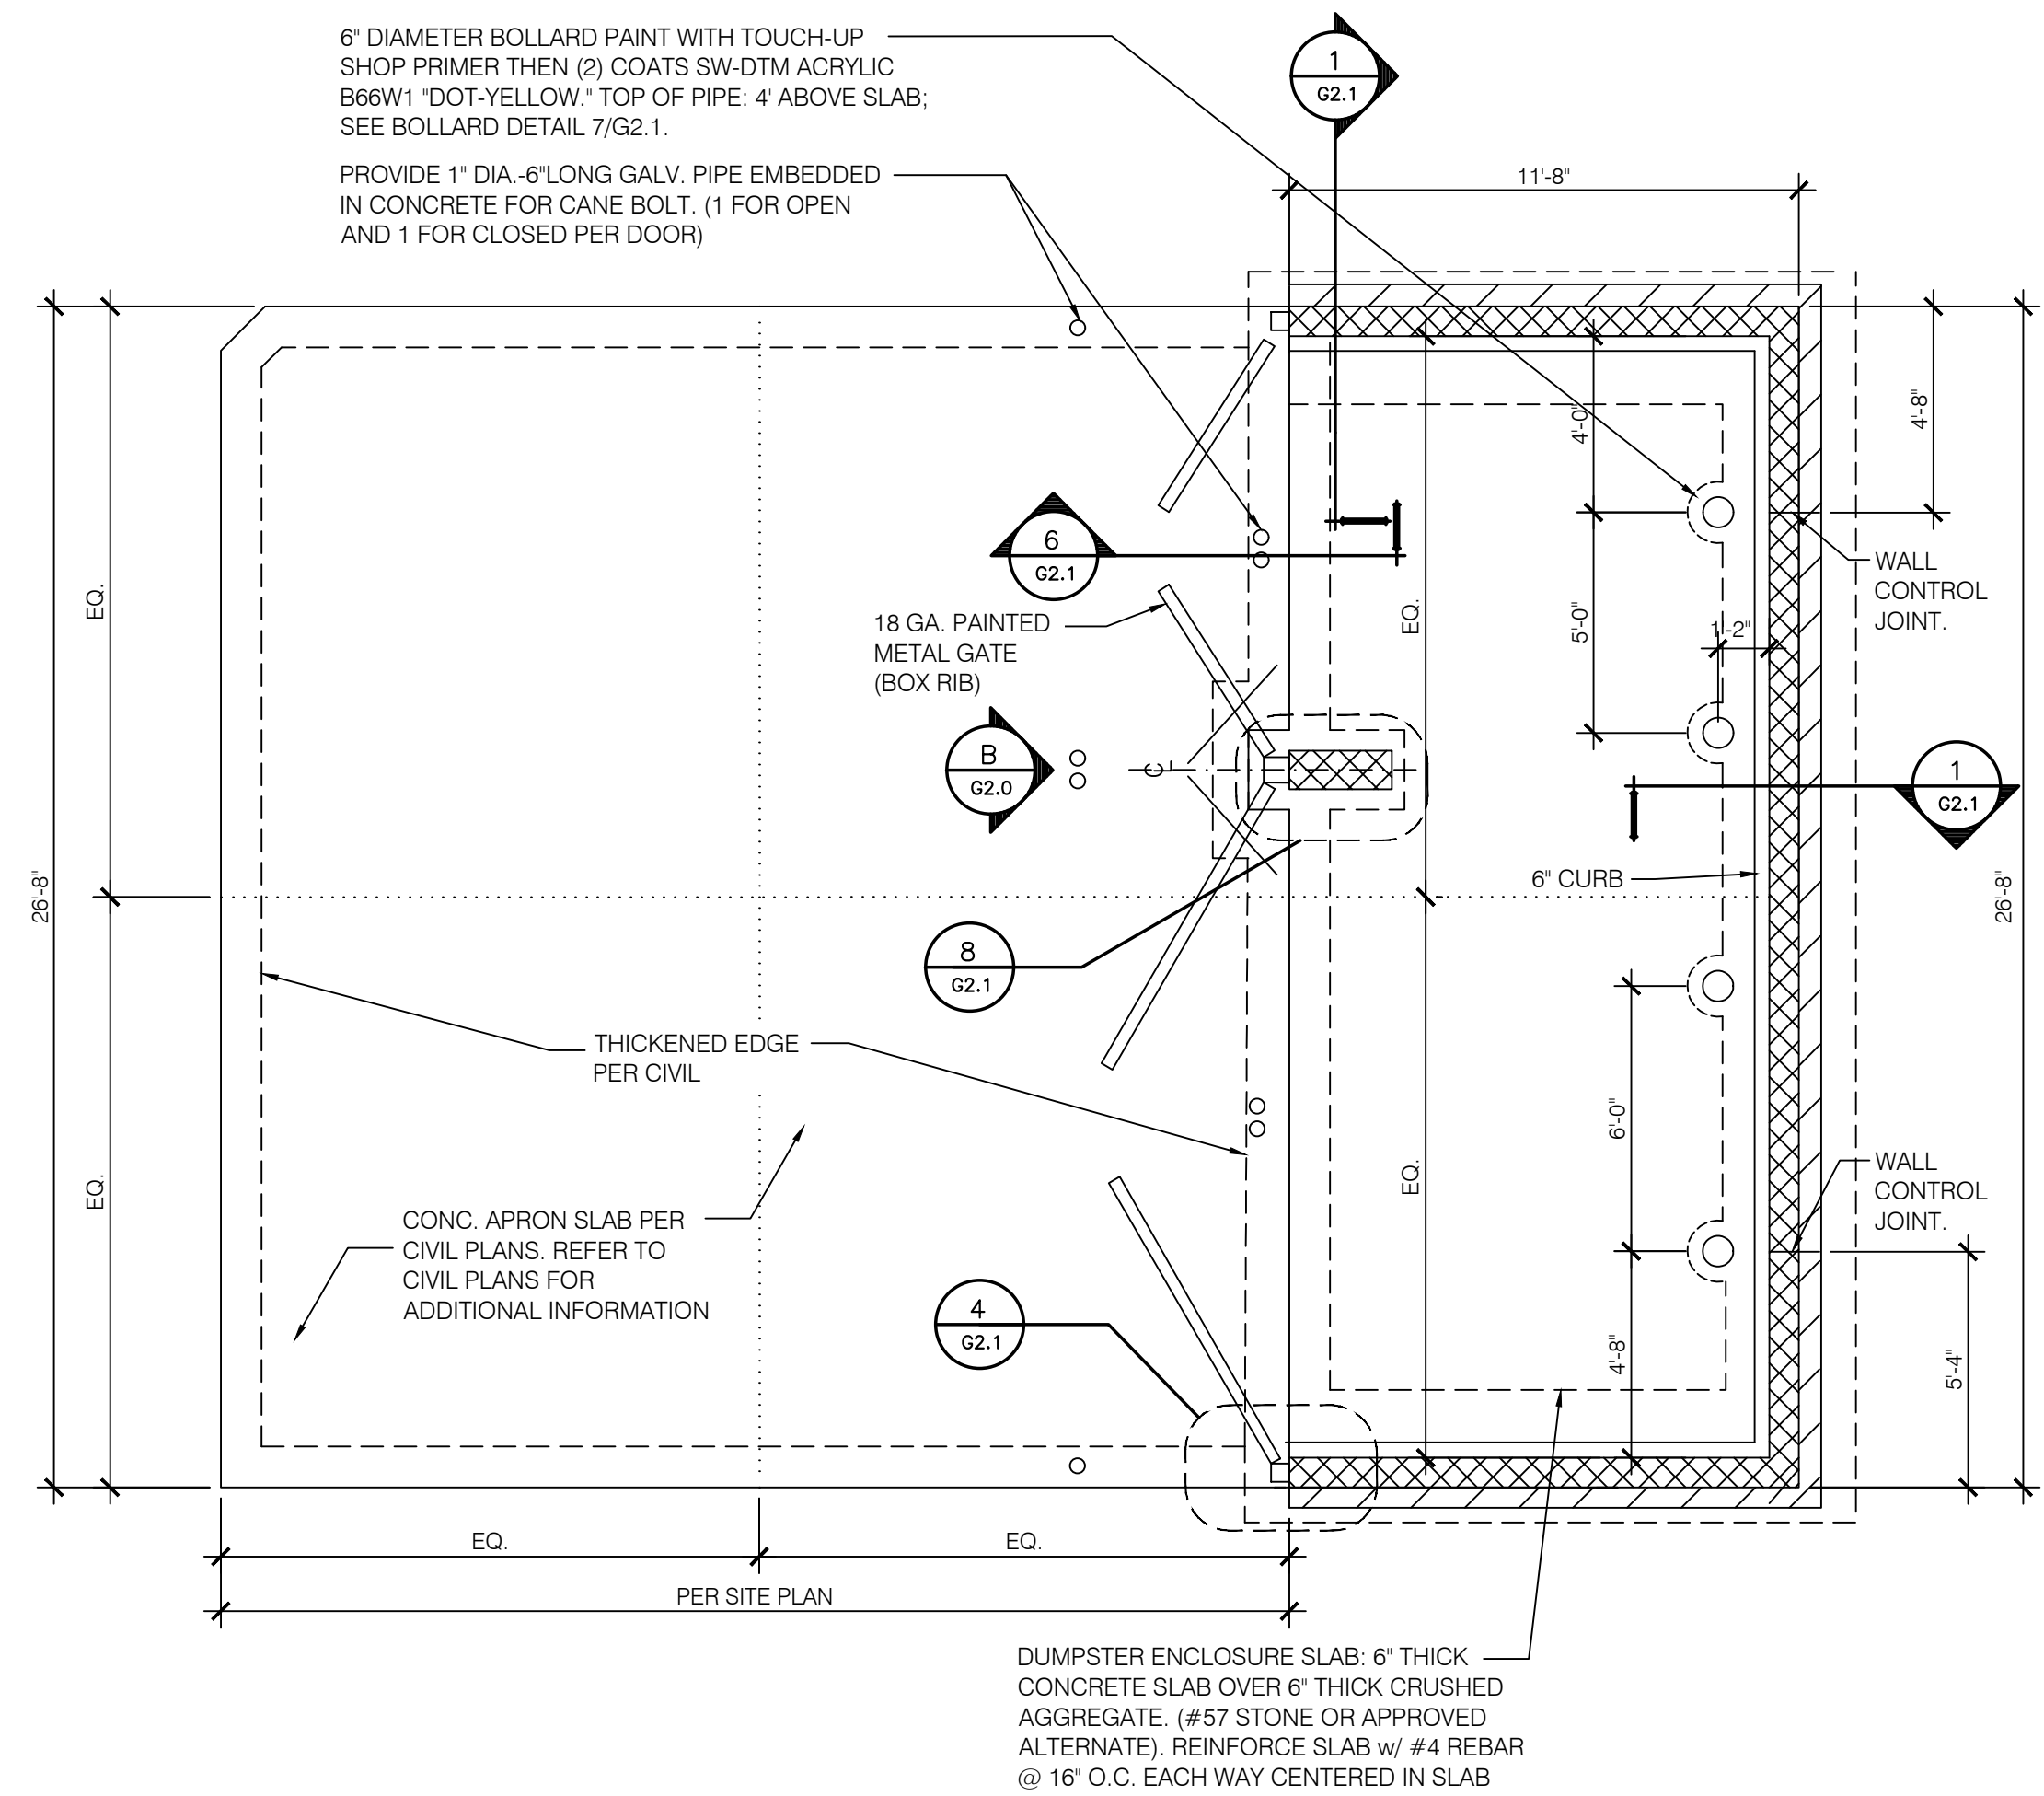 6" DIAMETER BOLLARD PAINT WITH TOUCH-UP
SHOP PRIMER THEN (2) COATS SW-DTM ACRYLIC
B66W1 "DOT-YELLOW." TOP OF PIPE: 4' ABOVE SLAB;
SEE BOLLARD DETAIL 7/G2.1.
1
G2.1
PROVIDE 1" DIA.-6"LONG GALV. PIPE EMBEDDED
IN CONCRETE FOR CANE BOLT. (1 FOR OPEN
AND 1 FOR CLOSED PER DOOR)
11'-8"
4'-0"
4'-8"
6
G2.1
WALL
CONTROL
JOINT.
EQ.
EQ.
5'-0"
1'-2"
18 GA. PAINTED
METAL GATE
(BOX RIB)
B
G2.0
CL
1
G2.1
6" CURB
26'-8"
26'-8"
8
G2.1
THICKENED EDGE
PER CIVIL
6'-0"
EQ.
EQ.
WALL
CONTROL
JOINT.
CONC. APRON SLAB PER
CIVIL PLANS. REFER TO
CIVIL PLANS FOR
ADDITIONAL INFORMATION
4
G2.1
4'-8"
5'-4"
EQ.
EQ.
PER SITE PLAN
DUMPSTER ENCLOSURE SLAB: 6" THICK
CONCRETE SLAB OVER 6" THICK CRUSHED
AGGREGATE. (#57 STONE OR APPROVED
ALTERNATE). REINFORCE SLAB w/ #4 REBAR
@ 16" O.C. EACH WAY CENTERED IN SLAB